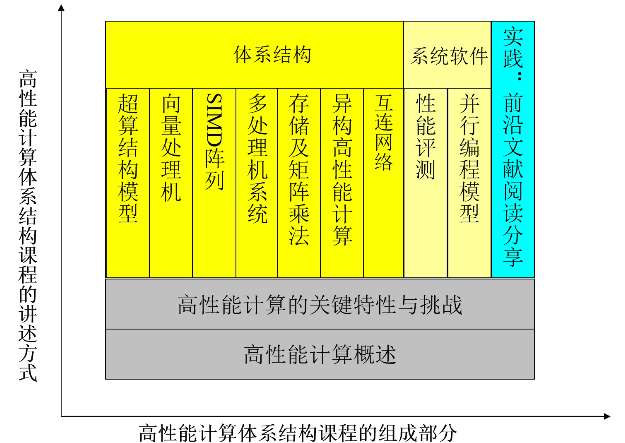 高性能计算体系结构课程的讲述方式
体系结构
系统软件
实践：前沿文献阅读分享
超算结构模型
向量处理机
SIMD阵列
多处理机系统
存储及矩阵乘法
异构高性能计算
互连网络
性能评测
并行编程模型
高性能计算的关键特性与挑战
高性能计算概述
高性能计算体系结构课程的组成部分